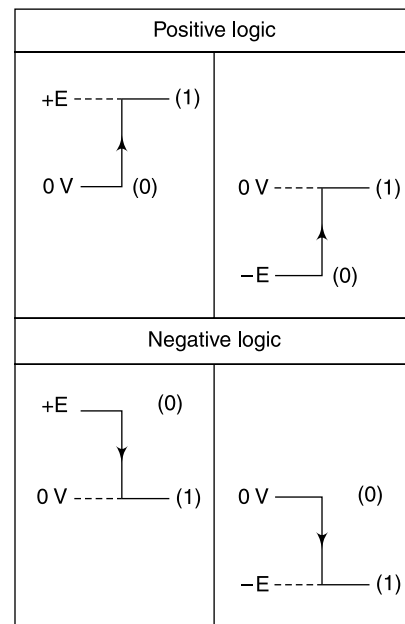 Positive logic
+E (1)
0 V (0)
0 V (1)
−E (0)
Negative logic
+E (0)
0 V (1)
0 V (0)
−E (1)